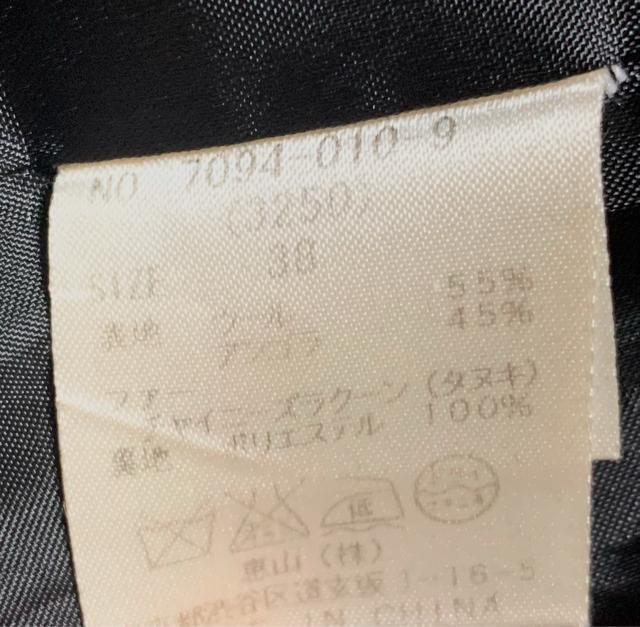 NO 7094-010-9
(3250)
SIZE 38
表地 ウール 55%
アンゴラ 45%
ファー
チャイニーズラクーン (タヌキ)
裏地 ポリエステル 100%
低
東山 (株)
渋谷区道玄坂1-16-5
IN CHINA